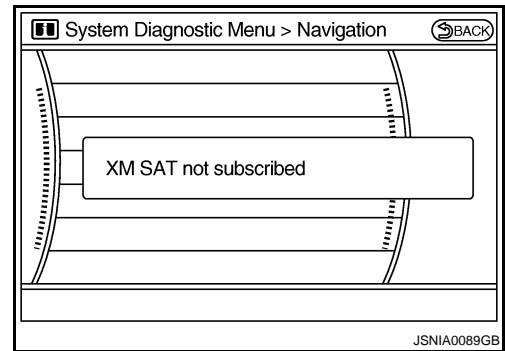 System Diagnostic Menu > Navigation
BACK
XM SAT not subscribed
JSNIA0089GB